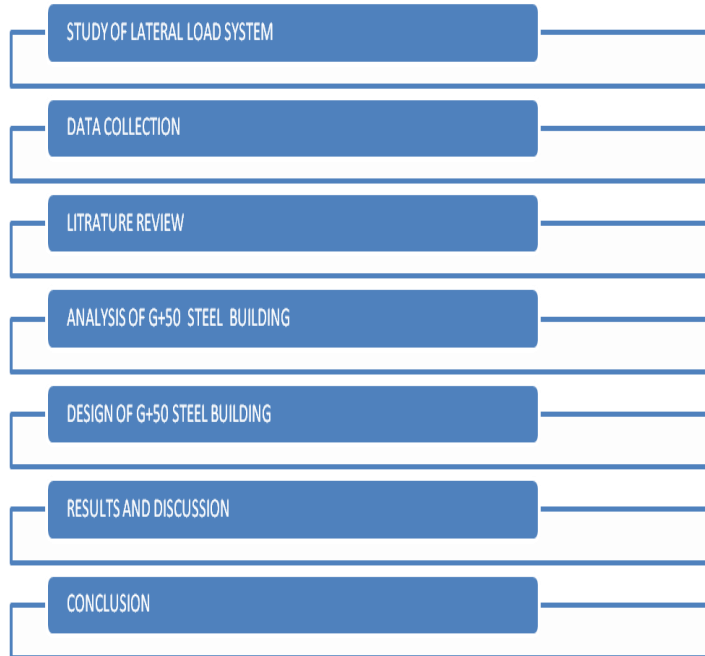 STUDY OF LATERAL LOAD SYSTEM
DATA COLLECTION
LITRATURE REVIEW
ANALYSIS OF G+50 STEEL BUILDING
DESIGN OF G+50 STEEL BUILDING
RESULTS AND DISCUSSION
CONCLUSION